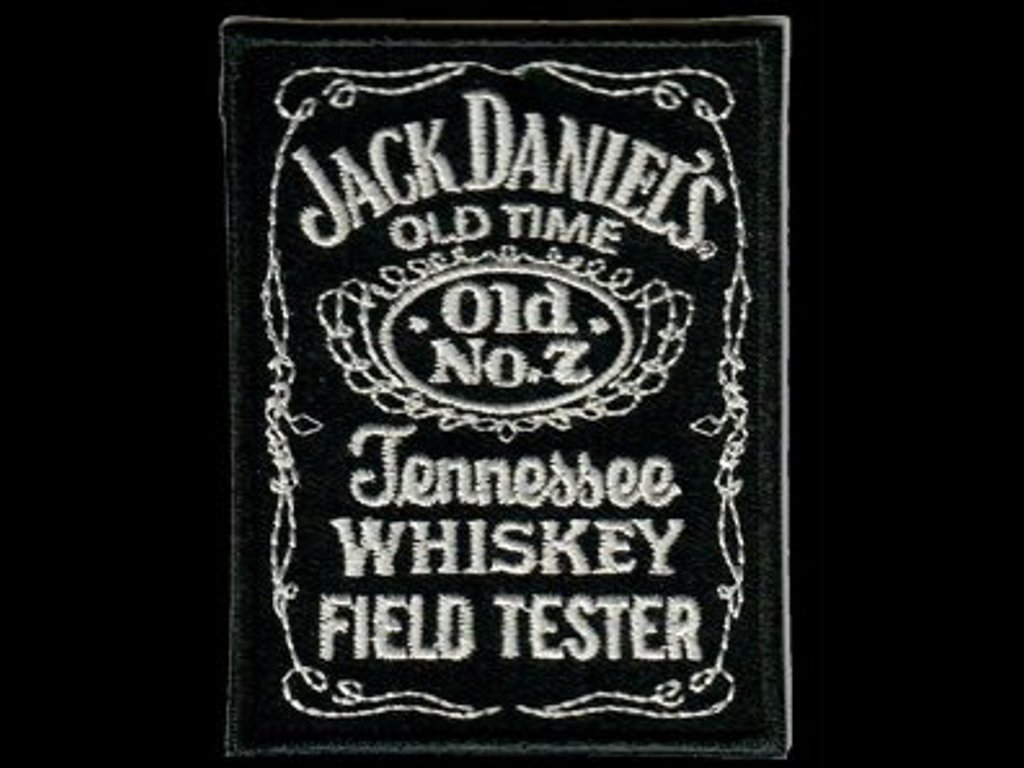 JACK DANIEL'S®
OLD TIME
• Old •
No. 7
Tennessee
WHISKEY
FIELD TESTER